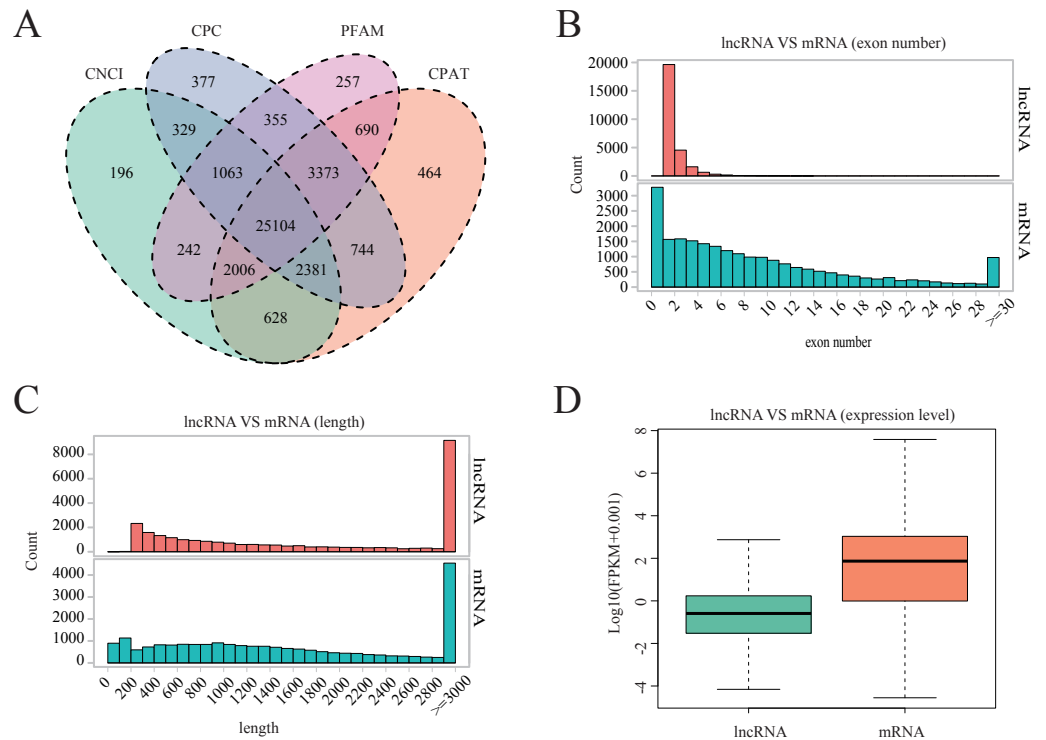 A
CPC
PFAM
CNCI
CPAT
377
257
329
355
690
196
1063
3373
464
25104
242
744
2006
2381
628
B
lncRNA VS mRNA (exon number)
20000
15000
10000
5000
0
lncRNA
3000
2500
2000
1500
1000
500
0
mRNA
Count
0 2 4 6 8 10 12 14 16 18 20 22 24 26 28 >=30
exon number
C
lncRNA VS mRNA (length)
8000
6000
4000
2000
0
lncRNA
4000
3000
2000
1000
0
mRNA
Count
0 200 400 600 800 1000 1200 1400 1600 1800 2000 2200 2400 2600 2800 >=3000
length
D
lncRNA VS mRNA (expression level)
8
6
4
2
0
-2
-4
Log10(FPKM+0.001)
lncRNA mRNA